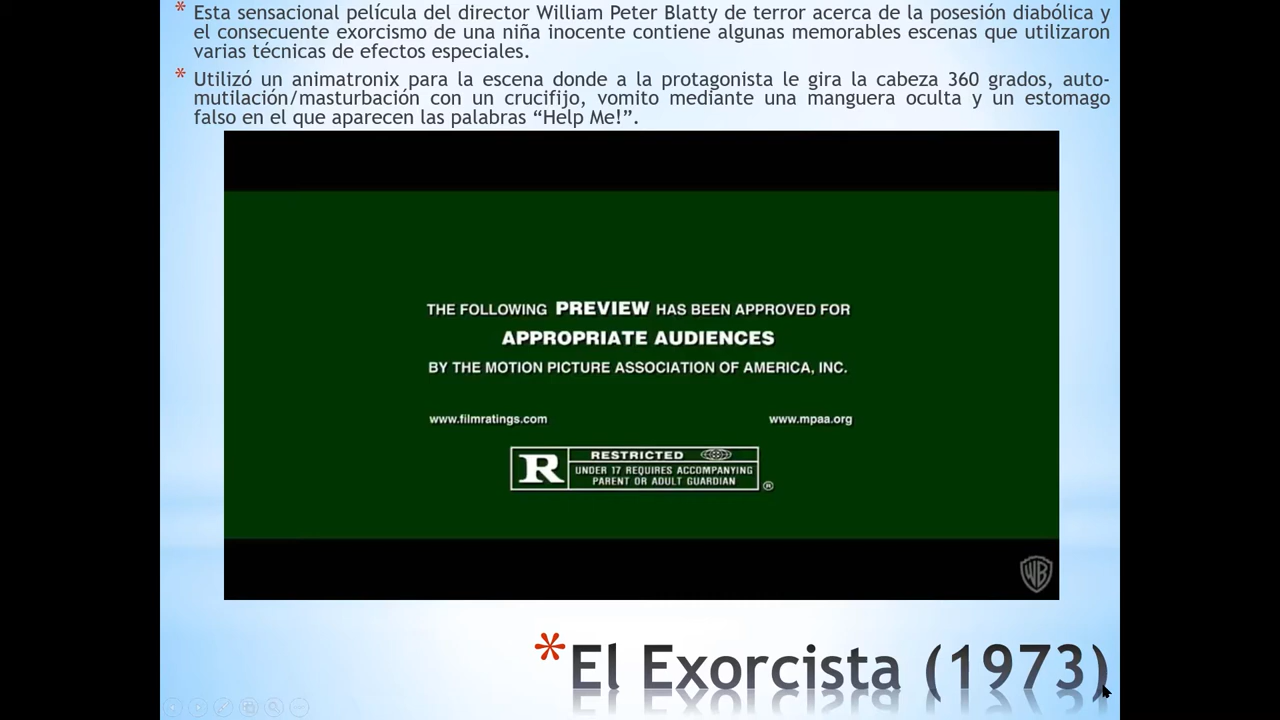 * Esta sensacional película del director William Peter Blatty de terror acerca de la posesión diabólica y
el consecuente exorcismo de una niña inocente contiene algunas memorables escenas que utilizaron
varias técnicas de efectos especiales.
* Utilizó un animatronix para la escena donde a la protagonista le gira la cabeza 360 grados, auto-
mutilación/masturbación con un crucifijo, vomito mediante una manguera oculta y un estomago
falso en el que aparecen las palabras “Help Me!”.
THE FOLLOWING PREVIEW HAS BEEN APPROVED FOR
APPROPRIATE AUDIENCES
BY THE MOTION PICTURE ASSOCIATION OF AMERICA, INC.
www.filmratings.com www.mpaa.org
R RESTRICTED
UNDER 17 REQUIRES ACCOMPANYING
PARENT OR ADULT GUARDIAN ®
WB
*El Exorcista (1973)